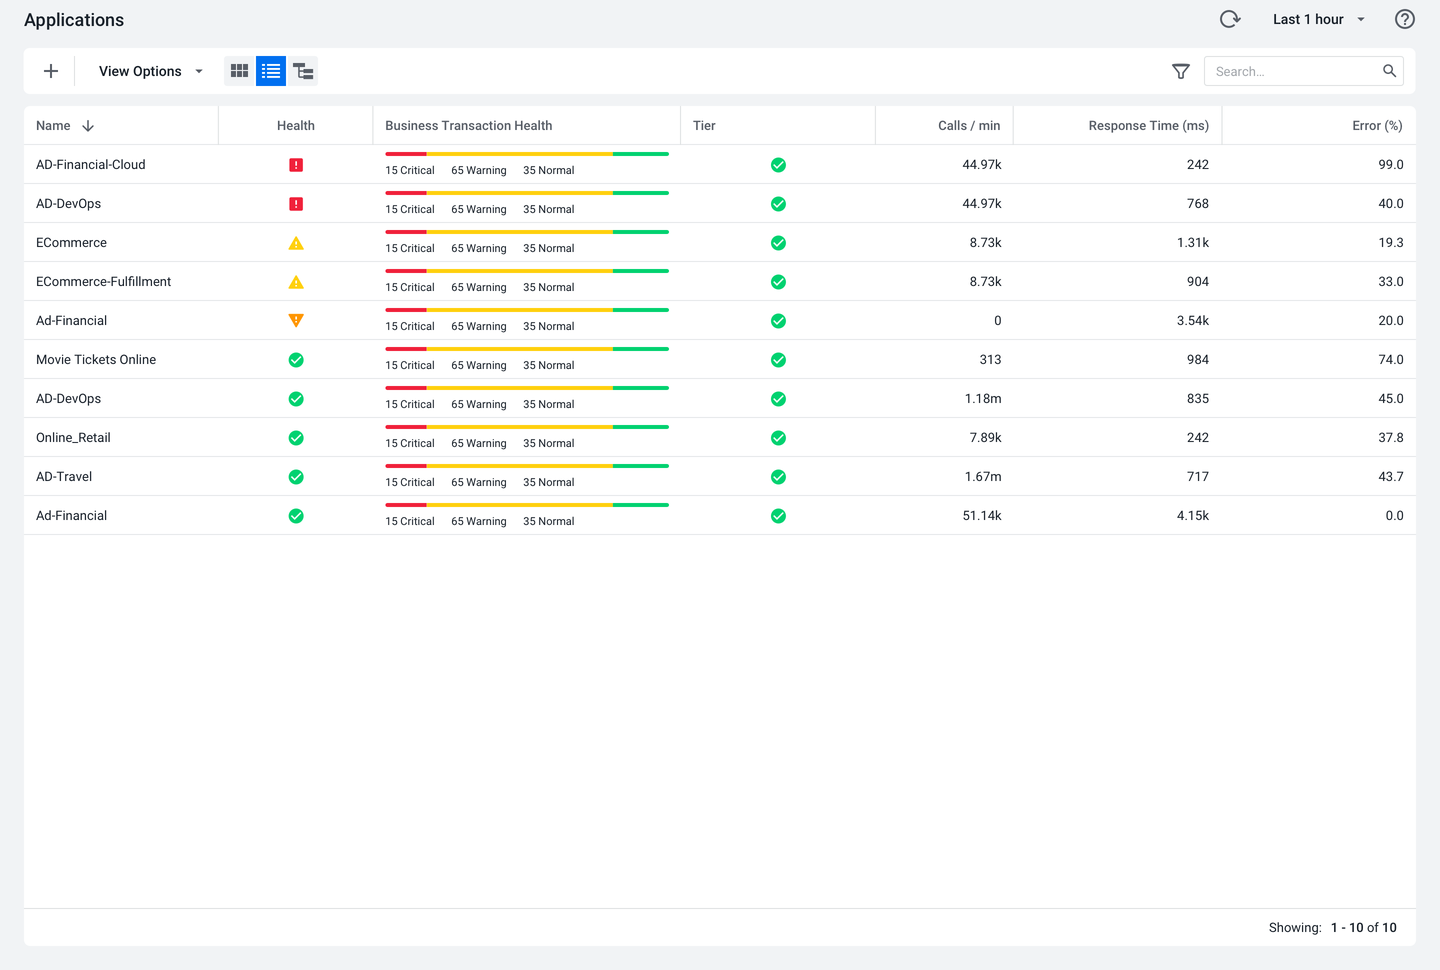 Applications
Last 1 hour
View Options
Search...
Name Health Business Transaction Health Tier Calls / min Response Time (ms) Error (%)
AD-Financial-Cloud 15 Critical 65 Warning 35 Normal 44.97k 242 99.0
AD-DevOps 15 Critical 65 Warning 35 Normal 44.97k 768 40.0
ECommerce 15 Critical 65 Warning 35 Normal 8.73k 1.31k 19.3
ECommerce-Fulfillment 15 Critical 65 Warning 35 Normal 8.73k 904 33.0
Ad-Financial 15 Critical 65 Warning 35 Normal 0 3.54k 20.0
Movie Tickets Online 15 Critical 65 Warning 35 Normal 313 984 74.0
AD-DevOps 15 Critical 65 Warning 35 Normal 1.18m 835 45.0
Online_Retail 15 Critical 65 Warning 35 Normal 7.89k 242 37.8
AD-Travel 15 Critical 65 Warning 35 Normal 1.67m 717 43.7
Ad-Financial 15 Critical 65 Warning 35 Normal 51.14k 4.15k 0.0
Showing: 1 - 10 of 10